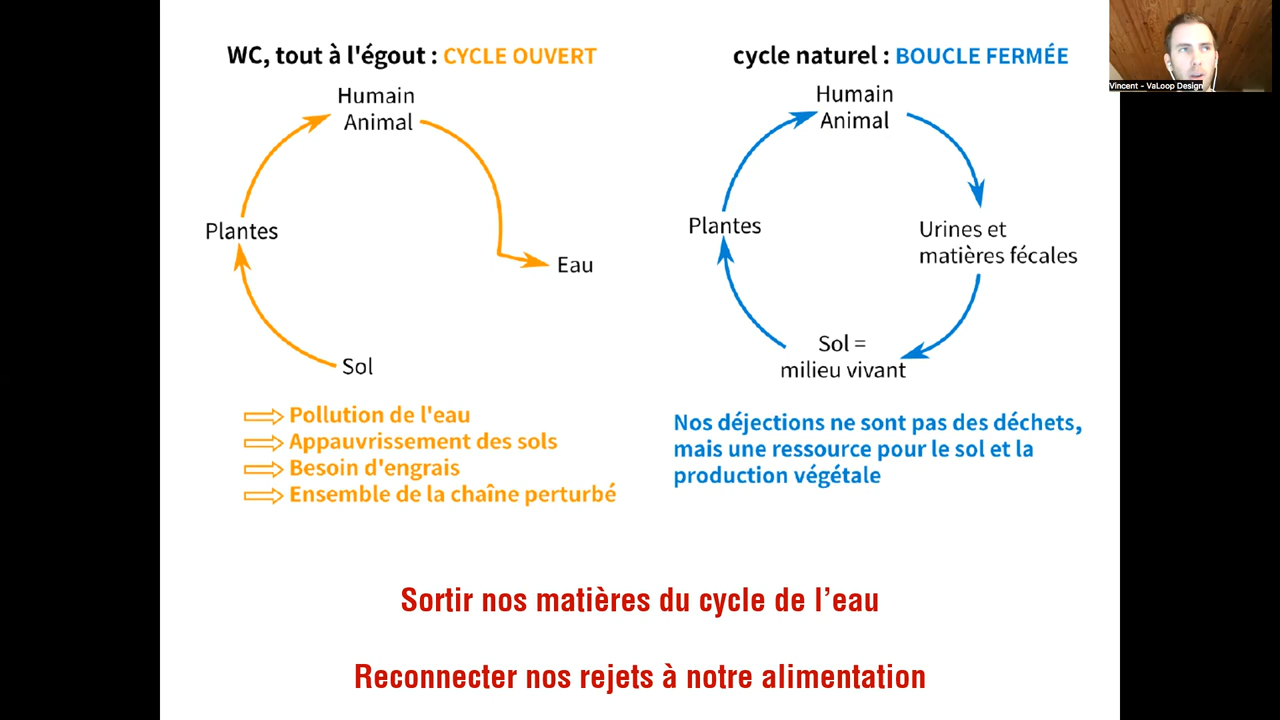 WC, tout à l'égout : CYCLE OUVERT
Humain
Animal
Plantes
Eau
Sol
Pollution de l'eau
Appauvrissement des sols
Besoin d'engrais
Ensemble de la chaîne perturbé
cycle naturel : BOUCLE FERMÉE
Humain
Animal
Plantes
Urines et
matières fécales
Sol =
milieu vivant
Nos déjections ne sont pas des déchets,
mais une ressource pour le sol et la
production végétale
Sortir nos matières du cycle de l’eau
Reconnecter nos rejets à notre alimentation
Vincent - VaLoop Design